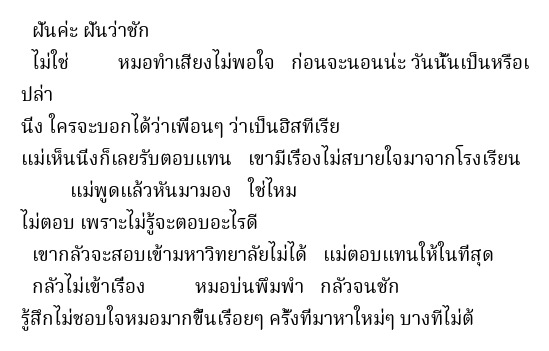 ฝันค่ะ ฝันว่าชัก
ไม่ใช่ หมอทำเสียงไม่พอใจ ก่อนจะนอนน่ะ วันนั้นเป็นหรือเ
ปล่า
นึง ใครจะบอกได้ว่าเพื่อนๆ ว่าเป็นฮิสทีเรีย
แม่เห็นนึงก็เลยรับตอบแทน เขามีเรื่องไม่สบายใจมาจากโรงเรียน
แม่พูดแล้วหันมามอง ใช่ไหม
ไม่ตอบ เพราะไม่รู้จะตอบอะไรดี
เขากลัวจะสอบเข้ามหาวิทยาลัยไม่ได้ แม่ตอบแทนให้ในที่สุด
กลัวไม่เข้าเรื่อง หมอบ่นพึมพำ กลัวจนชัก
รู้สึกไม่ชอบใจหมอมากขึ้นเรื่อยๆ ครั้งที่มาหาใหม่ๆ บางทีไม่ต้